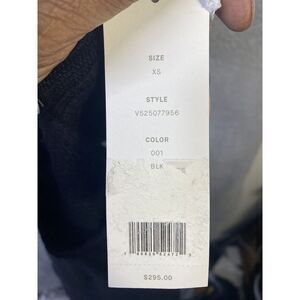 SIZE
XS
STYLE
V525077956
COLOR
001
BLK
$295.00